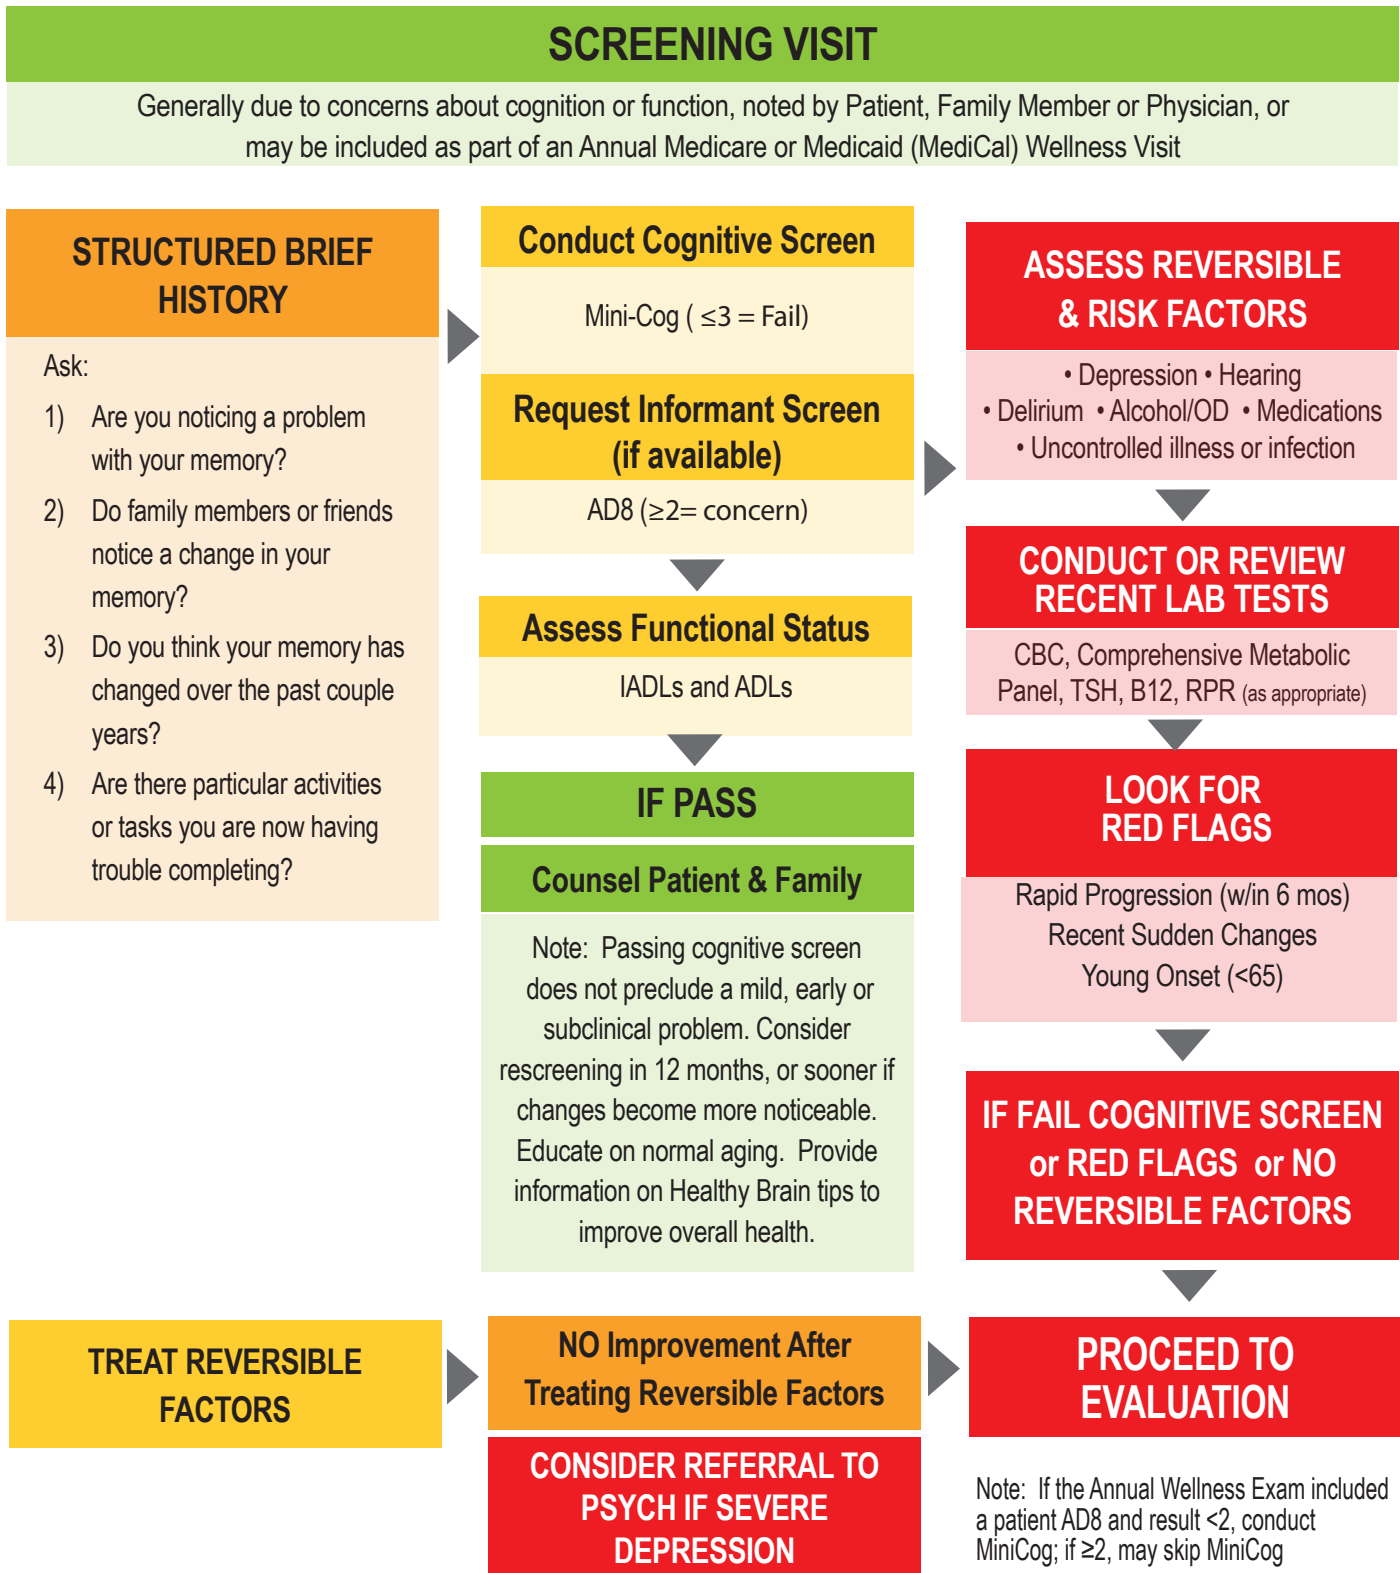 SCREENING VISIT
Generally due to concerns about cognition or function, noted by Patient, Family Member or Physician, or
may be included as part of an Annual Medicare or Medicaid (MediCal) Wellness Visit
STRUCTURED BRIEF
HISTORY
Ask:
1) Are you noticing a problem
with your memory?
2) Do family members or friends
notice a change in your
memory?
3) Do you think your memory has
changed over the past couple
years?
4) Are there particular activities
or tasks you are now having
trouble completing?
Conduct Cognitive Screen
Mini-Cog ( ≤3 = Fail)
Request Informant Screen
(if available)
AD8 (≥2= concern)
Assess Functional Status
IADLs and ADLs
IF PASS
Counsel Patient & Family
Note: Passing cognitive screen
does not preclude a mild, early or
subclinical problem. Consider
rescreening in 12 months, or sooner if
changes become more noticeable.
Educate on normal aging. Provide
information on Healthy Brain tips to
improve overall health.
ASSESS REVERSIBLE
& RISK FACTORS
• Depression • Hearing
• Delirium • Alcohol/OD • Medications
• Uncontrolled illness or infection
CONDUCT OR REVIEW
RECENT LAB TESTS
CBC, Comprehensive Metabolic
Panel, TSH, B12, RPR (as appropriate)
LOOK FOR
RED FLAGS
Rapid Progression (w/in 6 mos)
Recent Sudden Changes
Young Onset (<65)
IF FAIL COGNITIVE SCREEN
or RED FLAGS or NO
REVERSIBLE FACTORS
TREAT REVERSIBLE
FACTORS
NO Improvement After
Treating Reversible Factors
CONSIDER REFERRAL TO
PSYCH IF SEVERE
DEPRESSION
PROCEED TO
EVALUATION
Note: If the Annual Wellness Exam included
a patient AD8 and result <2, conduct
MiniCog; if ≥2, may skip MiniCog